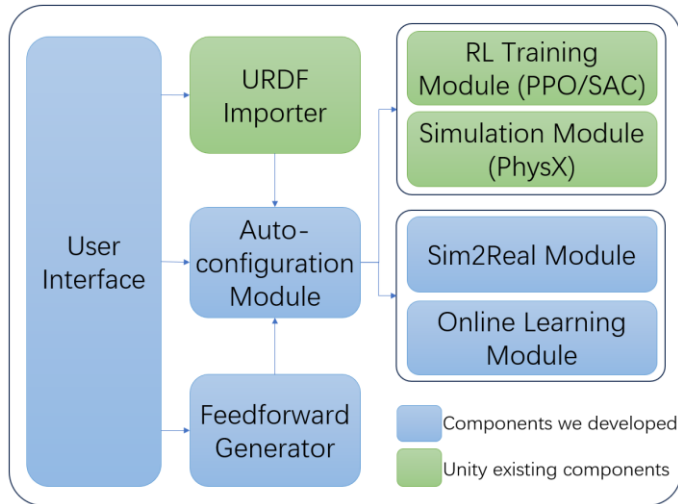 User
Interface
URDF
Importer
Auto-
configuration
Module
Feedforward
Generator
RL Training
Module (PPO/SAC)
Simulation Module
(PhysX)
Sim2Real Module
Online Learning
Module
Components we developed
Unity existing components